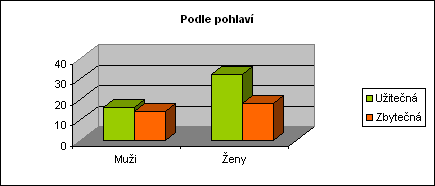 Podle pohlaví
40
30
20
10
0
Muži Ženy
Užitečná
Zbytečná